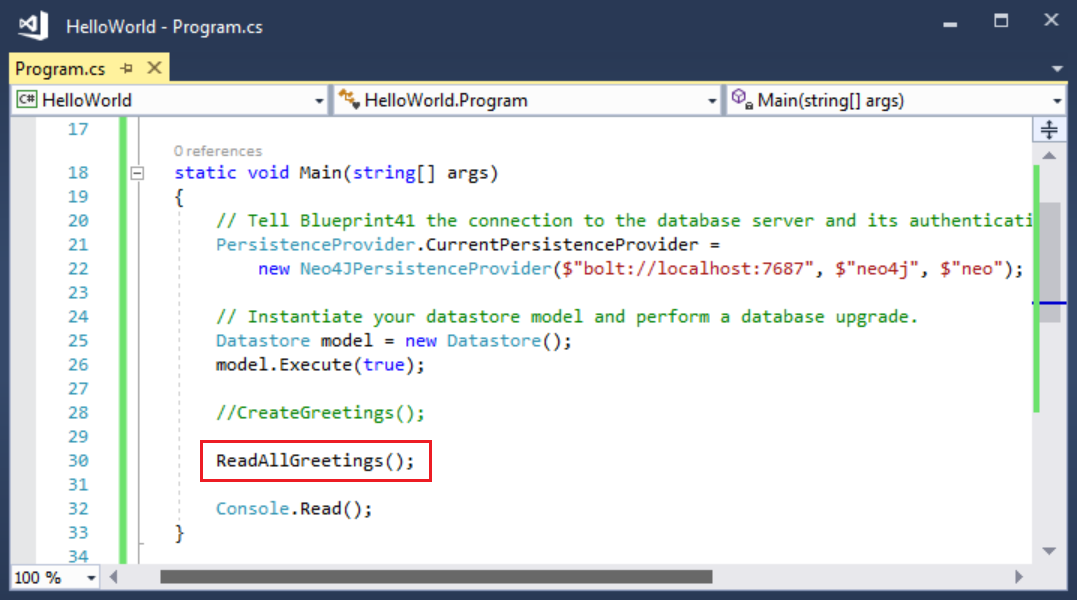 HelloWorld - Program.cs
Program.cs
C# HelloWorld HelloWorld.Program Main(string[] args)
17
0 references
18 static void Main(string[] args)
19 {
20 // Tell Blueprint41 the connection to the database server and its authenticati
21 PersistenceProvider.CurrentPersistenceProvider =
22 new Neo4JPersistenceProvider($"bolt://localhost:7687", $"neo4j", $"neo");
23
24 // Instantiate your datastore model and perform a database upgrade.
25 Datastore model = new Datastore();
26 model.Execute(true);
27
28 //CreateGreetings();
29
30 ReadAllGreetings();
31
32 Console.Read();
33 }
34
100 %